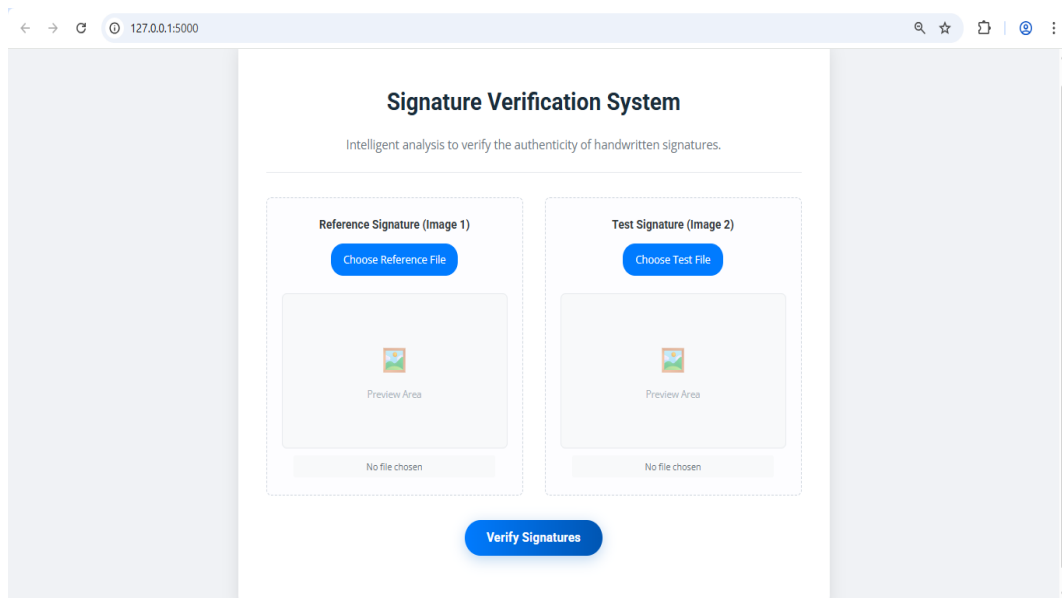 127.0.0.1:5000
Signature Verification System
Intelligent analysis to verify the authenticity of handwritten signatures.
Reference Signature (Image 1)
Choose Reference File
Preview Area
No file chosen
Test Signature (Image 2)
Choose Test File
Preview Area
No file chosen
Verify Signatures